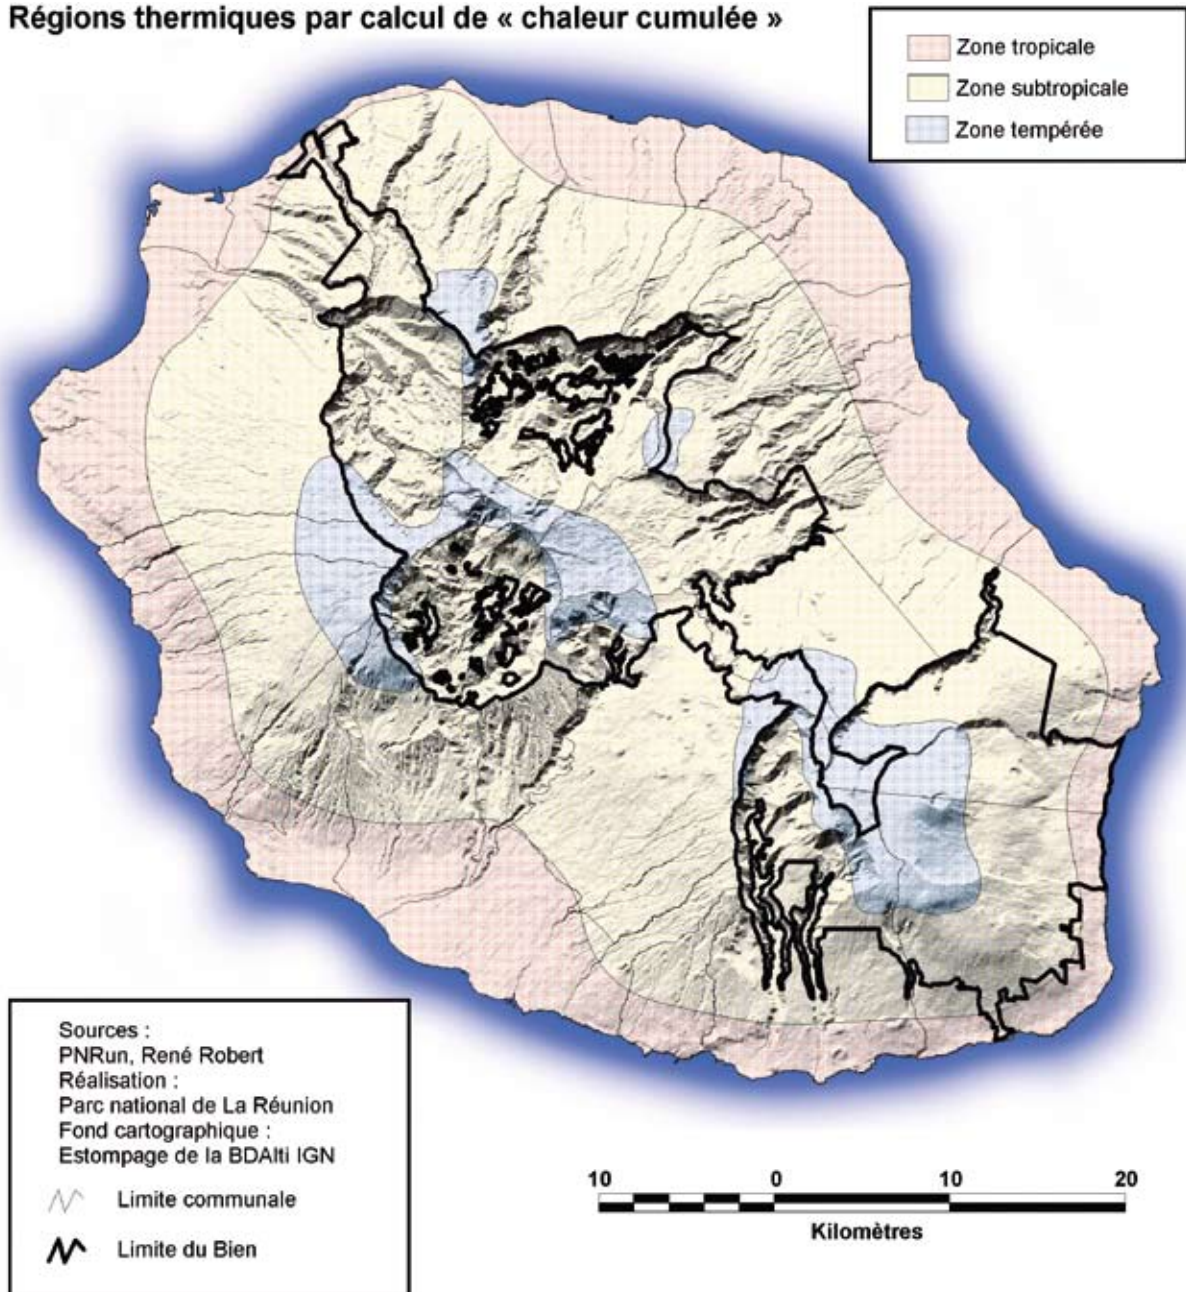 Régions thermiques par calcul de « chaleur cumulée »
Zone tropicale
Zone subtropicale
Zone tempérée
Sources :
PNRun, René Robert
Réalisation :
Parc national de La Réunion
Fond cartographique :
Estompage de la BDAlti IGN
Limite communale
Limite du Bien
10 0 10 20
Kilomètres